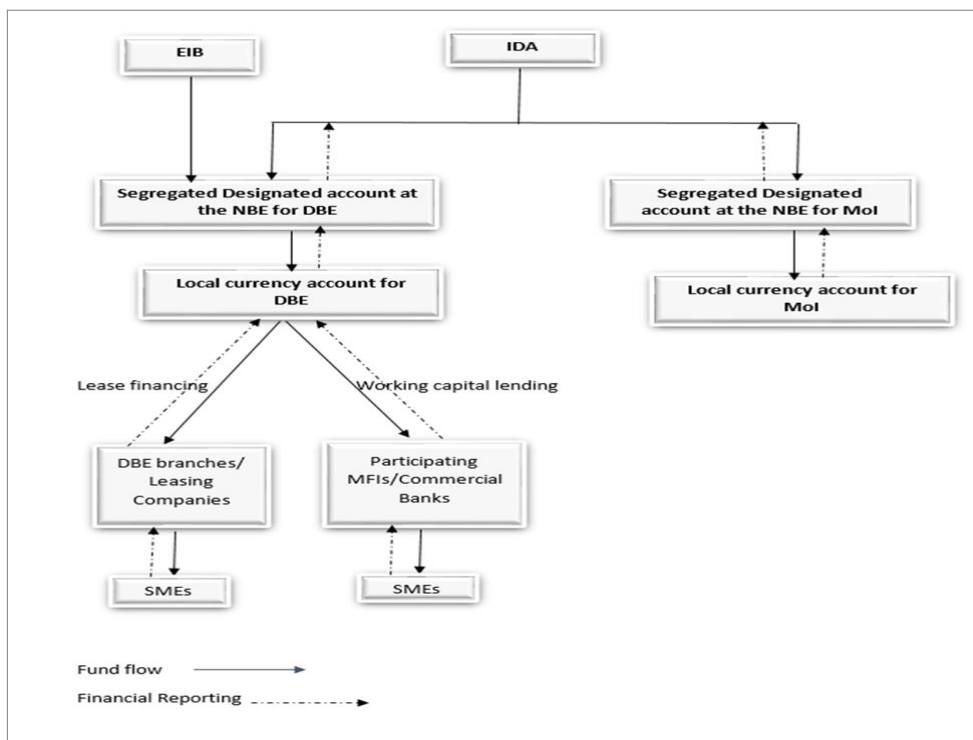 EIB
IDA
Segregated Designated account at
the NBE for DBE
Segregated Designated
account at the NBE for MoI
Local currency account for
DBE
Local currency account for
MoI
Lease financing
Working capital lending
DBE branches/
Leasing
Companies
Participating
MFIs/Commercial
Banks
SMEs
SMEs
Fund flow
Financial Reporting